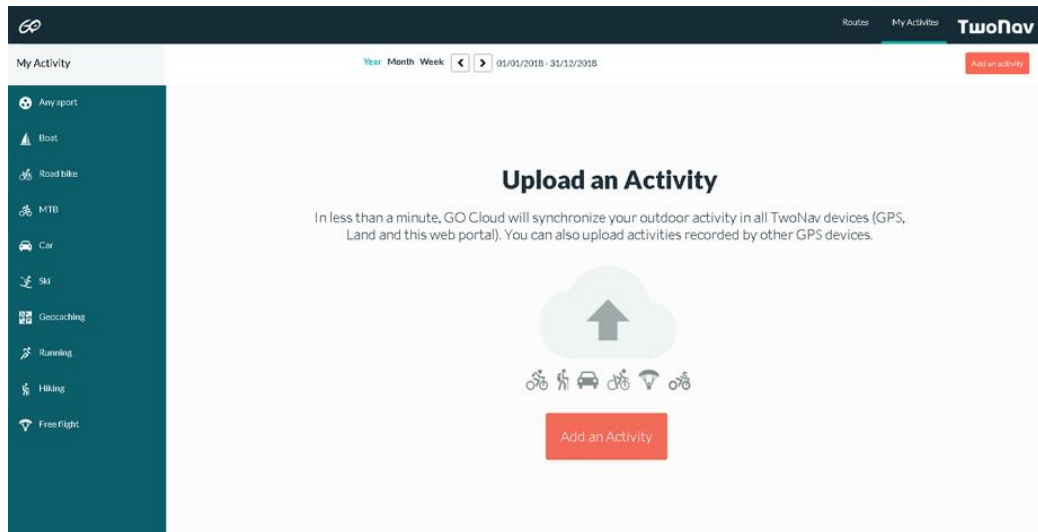 GO
Routes My Activites TwoNav
My Activity
Year Month Week 01/01/2018 - 31/12/2018
Add an activity
Any sport
Boat
Road bike
MTB
Car
Ski
Geocaching
Running
Hiking
Free flight
Upload an Activity
In less than a minute, GO Cloud will synchronize your outdoor activity in all TwoNav devices (GPS,
Land and this web portal). You can also upload activities recorded by other GPS devices.
Add an Activity